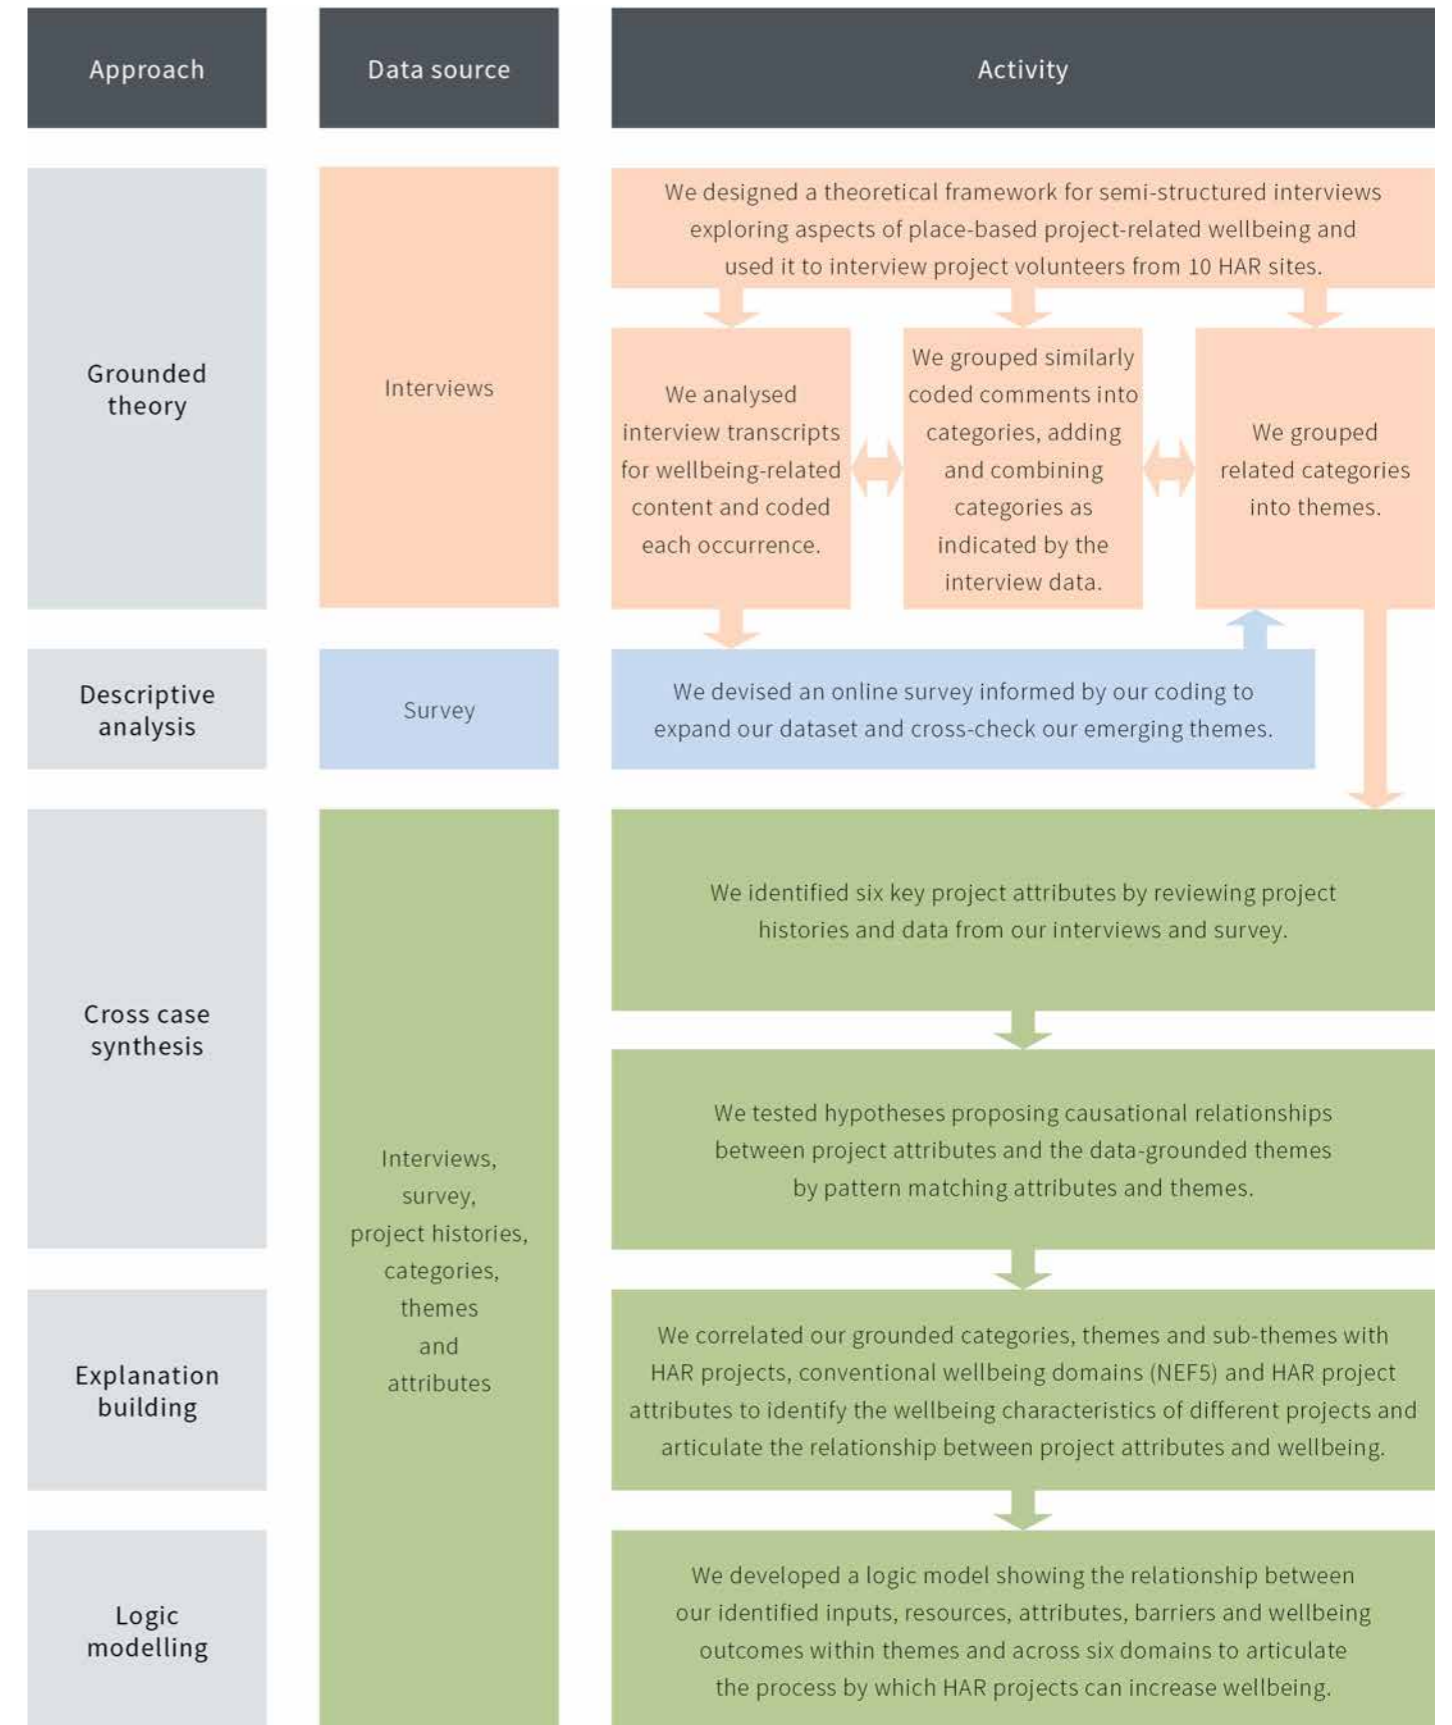 Approach
Data source
Activity
Grounded
theory
Interviews
We designed a theoretical framework for semi-structured interviews
exploring aspects of place-based project-related wellbeing and
used it to interview project volunteers from 10 HAR sites.
We analysed
interview transcripts
for wellbeing-related
content and coded
each occurrence.
We grouped similarly
coded comments into
categories, adding
and combining
categories as
indicated by the
interview data.
We grouped
related categories
into themes.
Descriptive
analysis
Survey
We devised an online survey informed by our coding to
expand our dataset and cross-check our emerging themes.
Cross case
synthesis
Interviews,
survey,
project histories,
categories,
themes
and
attributes
We identified six key project attributes by reviewing project
histories and data from our interviews and survey.
We tested hypotheses proposing causational relationships
between project attributes and the data-grounded themes
by pattern matching attributes and themes.
Explanation
building
We correlated our grounded categories, themes and sub-themes with
HAR projects, conventional wellbeing domains (NEF5) and HAR project
attributes to identify the wellbeing characteristics of different projects and
articulate the relationship between project attributes and wellbeing.
Logic
modelling
We developed a logic model showing the relationship between
our identified inputs, resources, attributes, barriers and wellbeing
outcomes within themes and across six domains to articulate
the process by which HAR projects can increase wellbeing.